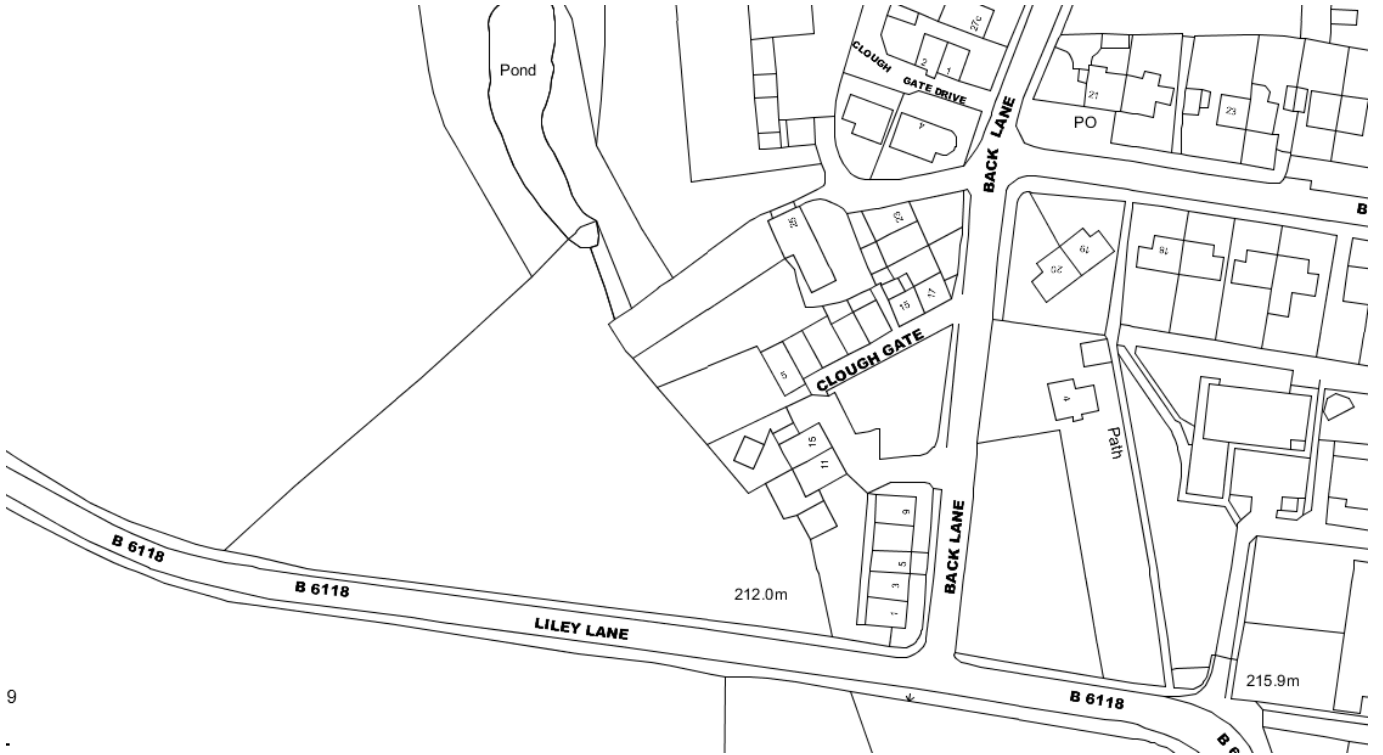 27c
CLOUGH GATE DRIVE
2
1
Pond
4
BACK LANE
21
PO
23
B
25
23
19
20
18
15
17
5
CLOUGH GATE
4
Path
15
11
9
5
3
1
BACK LANE
B 6118
B 6118
212.0m
LILEY LANE
B 6118
215.9m
B 6
9